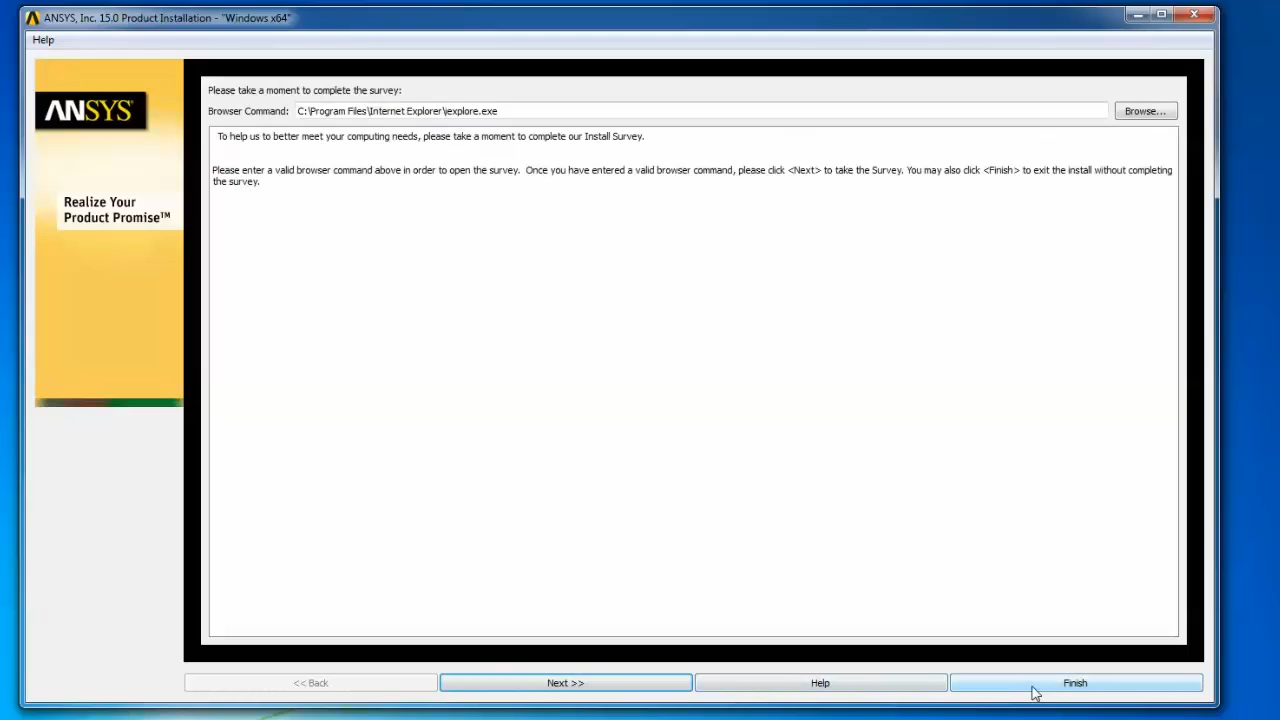 ANSYS, Inc. 15.0 Product Installation - "Windows x64"
Help
ANSYS
Realize Your
Product Promise™
Please take a moment to complete the survey:
Browser Command: C:\Program Files\Internet Explorer\iexplore.exe Browse...
To help us to better meet your computing needs, please take a moment to complete our Install Survey.
Please enter a valid browser command above in order to open the survey. Once you have entered a valid browser command, please click <Next> to take the Survey. You may also click <Finish> to exit the install without completing
the survey.
<< Back Next >> Help Finish